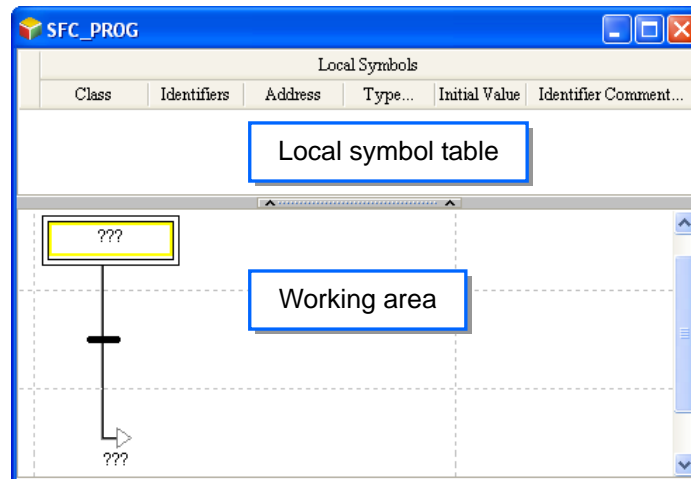 SFC_PROG
Local Symbols
Class Identifiers Address Type... Initial Value Identifier Comment...
Local symbol table
???
Working area
???